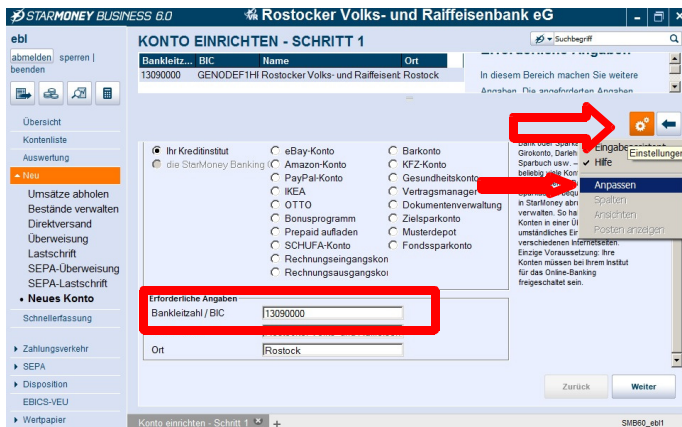 STARMONEY BUSINESS 6.0
Rostocker Volks- und Raiffeisenbank eG
ebl
abmelden sperren |
beenden
Übersicht
Kontenliste
Auswertung
Neu
Umsätze abholen
Bestände verwalten
Direktversand
Überweisung
Lastschrift
SEPA-Überweisung
SEPA-Lastschrift
• Neues Konto
Schnellerfassung
Zahlungsverkehr
SEPA
Disposition
EBICS-VEU
Wertpapier
KONTO EINRICHTEN - SCHRITT 1
Suchbegriff
Bankleitz... BIC Name Ort
13090000 GENODEF1HI Rostocker Volks- und Raiffeisenb Rostock
In diesem Bereich machen Sie weitere
Angaben. Die angeforderten Angaben
Ihr Kreditinstitut
die StarMoney Banking
eBay-Konto
Amazon-Konto
PayPal-Konto
IKEA
OTTO
Bonusprogramm
Prepaid aufladen
SCHUFA-Konto
Rechnungseingangskon
Rechnungsausgangskoi
Barkonto
KFZ-Konto
Gesundheitskonto
Vertragsmanager
Dokumentenverwaltung
Zielsparkonto
Musterdepot
Fondssparkonto
Girokonto, Darleh
Sparbuch usw. –
beliebig viele Kon
in StarMoney abru
verwalten. So ha
Konten in einer Ü
umständliches Ei
verschiedenen Internetseiten.
Einzige Voraussetzung: Ihre
Konten müssen bei Ihrem Institut
für das Online-Banking
freigeschaltet sein.
Einstellungen
Hilfe
Anpassen
Spalten
Ansichten
Posten anzeigen
Erforderliche Angaben
Bankleitzahl / BIC 13090000
Ort Rostock
Zurück Weiter
Konto einrichten - Schritt 1
SMB60_ebl1